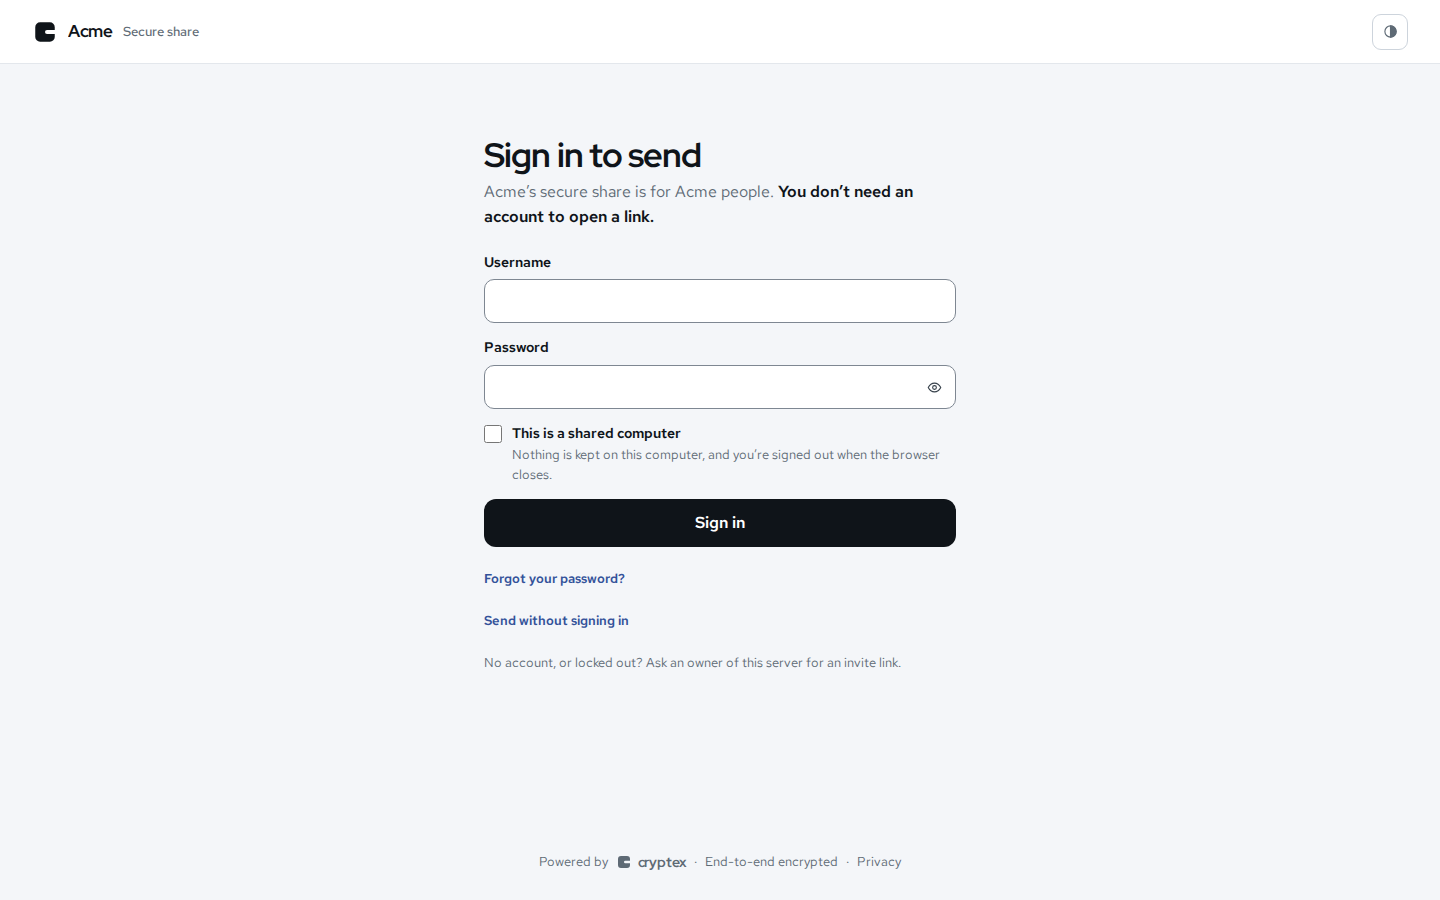 Acme Secure share
Sign in to send
Acme’s secure share is for Acme people. You don’t need an
account to open a link.
Username
Password
This is a shared computer
Nothing is kept on this computer, and you’re signed out when the browser
closes.
Sign in
Forgot your password?
Send without signing in
No account, or locked out? Ask an owner of this server for an invite link.
Powered by cryptex · End-to-end encrypted · Privacy